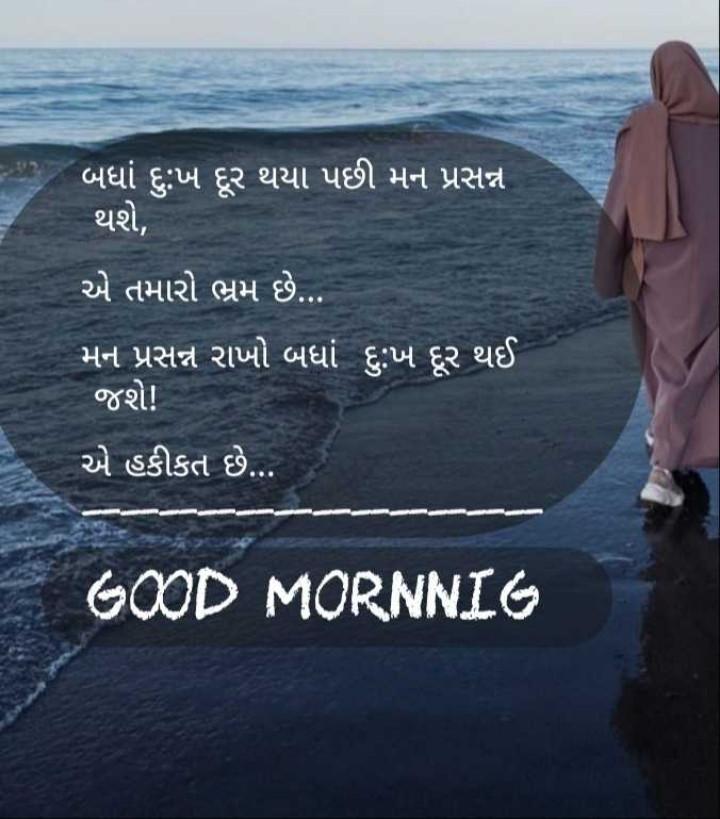 બધાં દુ:ખ દૂર થયા પછી મન પ્રસન્ન
થશે,
એ તમારો ભ્રમ છે...
મન પ્રસન્ન રાખો બધાં દુ:ખ દૂર થઈ
જશે!
એ હકીકત છે...
GOOD MORNNIG